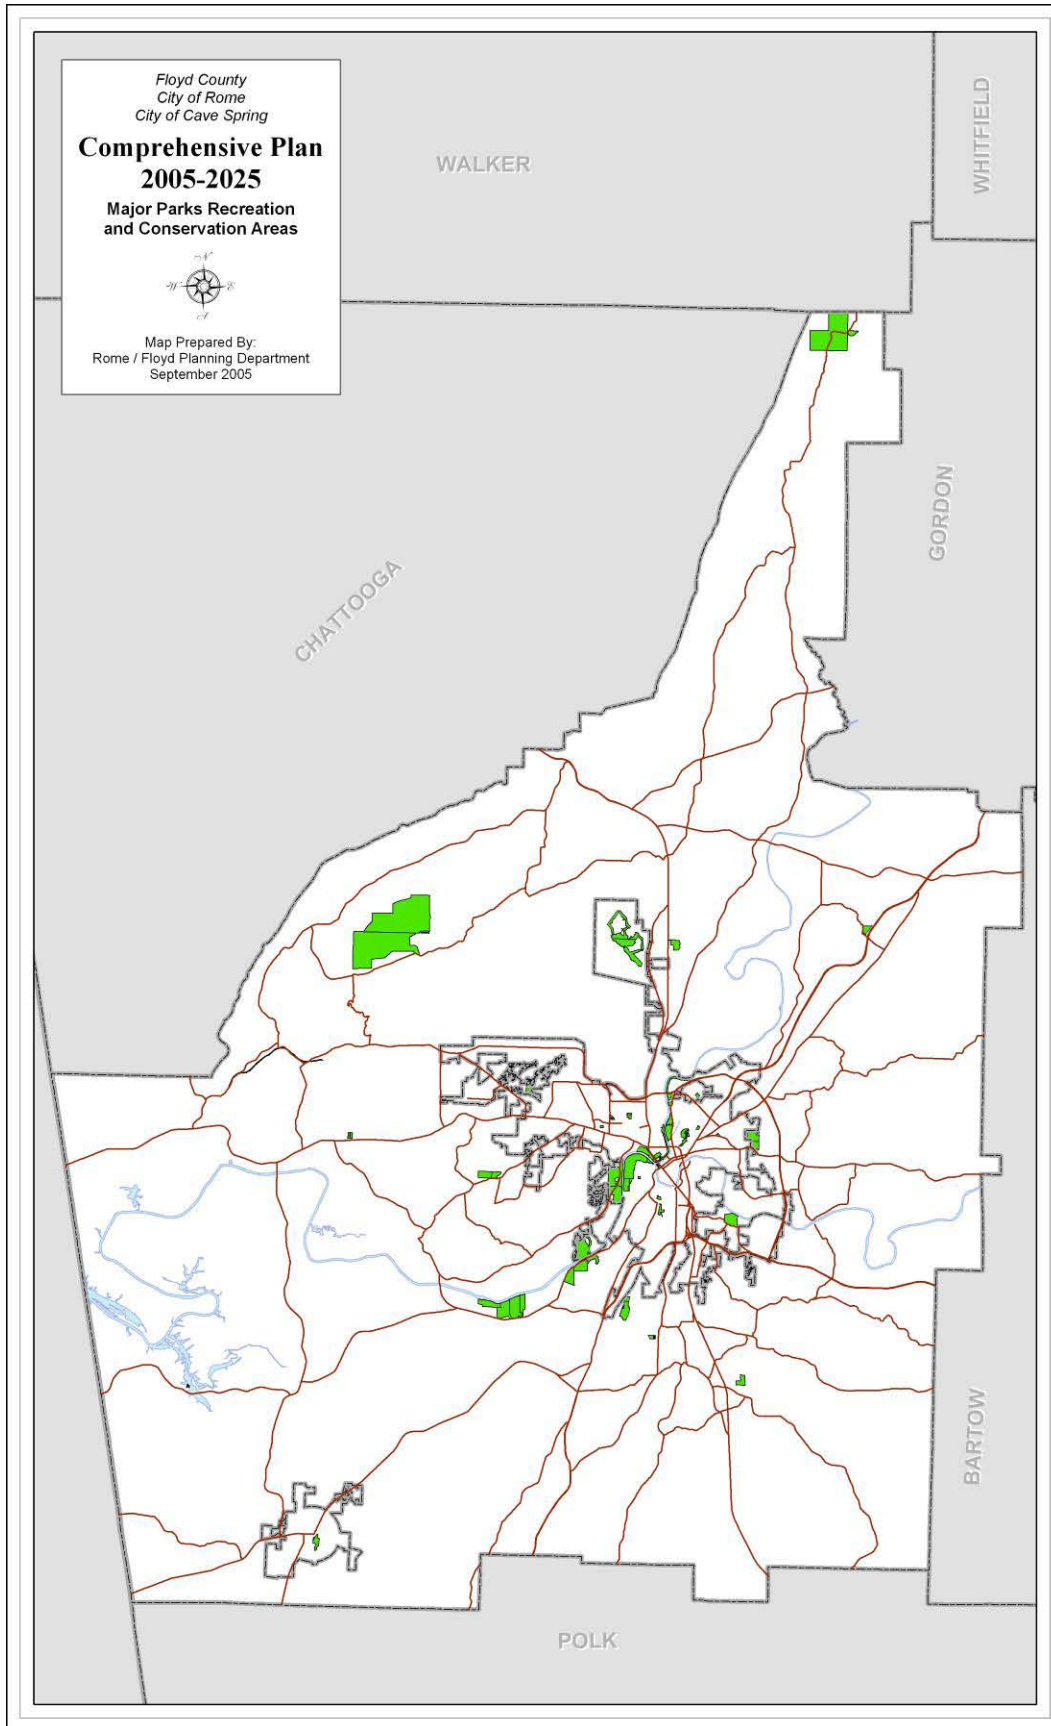 Floyd County
City of Rome
City of Cave Spring
Comprehensive Plan
2005-2025
Major Parks Recreation
and Conservation Areas
N
W
E
S
Map Prepared By:
Rome / Floyd Planning Department
September 2005
WALKER
WHITFIELD
GORDON
CHATTOOGA
BARTOW
POLK